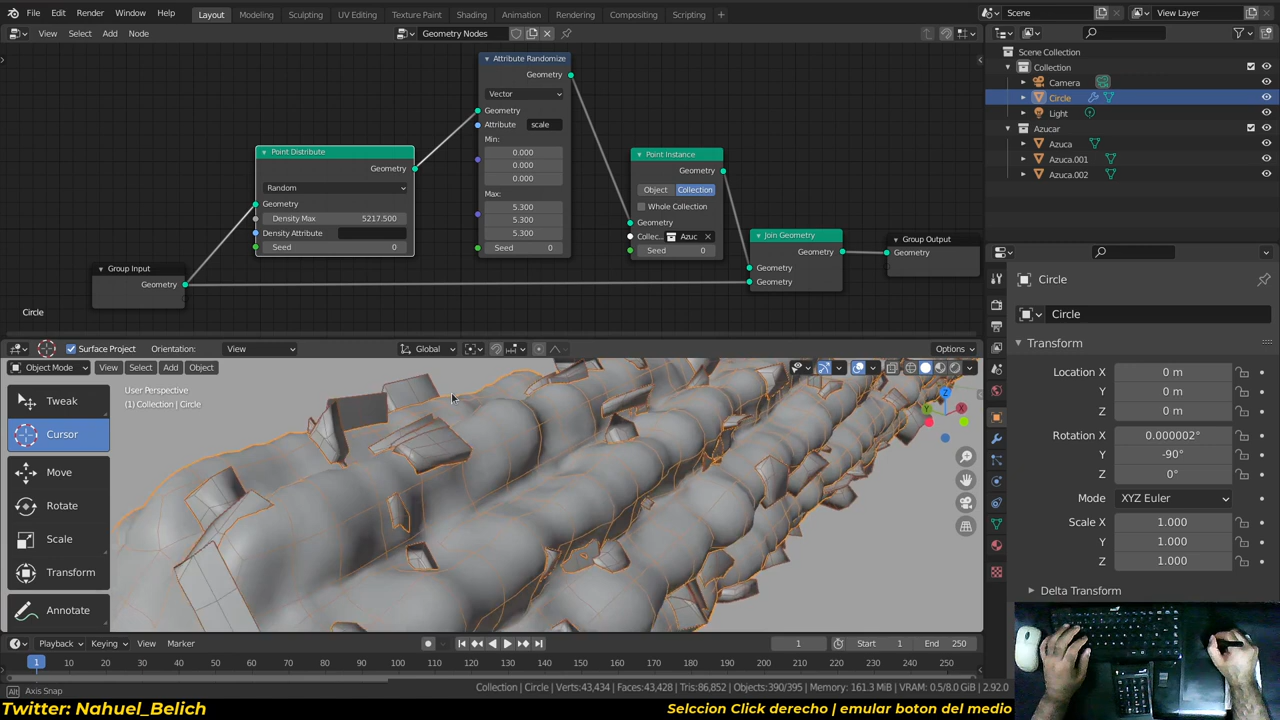 File Edit Render Window Help
Layout Modeling Sculpting UV Editing Texture Paint Shading Animation Rendering Compositing Scripting +
Scene View Layer
View Select Add Node
Geometry Nodes
Scene Collection
Collection
Camera
Circle
Light
Azucar
Azuca
Azuca.001
Azuca.002
Attribute Randomize
Geometry
Vector
Geometry
Attribute scale
Min:
0.000
0.000
0.000
Max:
5.300
5.300
5.300
Seed 0
Point Distribute
Geometry
Random
Geometry
Density Max 5217.500
Density Attribute
Seed 0
Point Instance
Geometry
Object Collection
Whole Collection
Geometry
Collec.. Azuc
Seed 0
Join Geometry
Geometry
Geometry
Geometry
Group Output
Geometry
Group Input
Geometry
Circle
Surface Project Orientation: View Global Options
Object Mode View Select Add Object
User Perspective
(1) Collection | Circle
Z
Y
X
Tweak
Cursor
Move
Rotate
Scale
Transform
Annotate
Circle
Circle
Transform
Location X 0 m
Y 0 m
Z 0 m
Rotation X 0.000002°
Y -90°
Z 0°
Mode XYZ Euler
Scale X 1.000
Y 1.000
Z 1.000
Delta Transform
Playback Keying View Marker
1 Start 1 End 250
1 10 20 30 40 50 60 70 80 90 100 110 120 130 140 150 160 170 180 190 200 210 220 230 240 250
Alt Axis Snap
Collection | Circle | Verts:43,434 | Faces:43,428 | Tris:86,852 | Objects:390/395 | Memory: 161.3 MiB | VRAM: 0.5/8.0 GiB | 2.92.0
Twitter: Nahuel_Belich
Selccion Click derecho | emular boton del medio